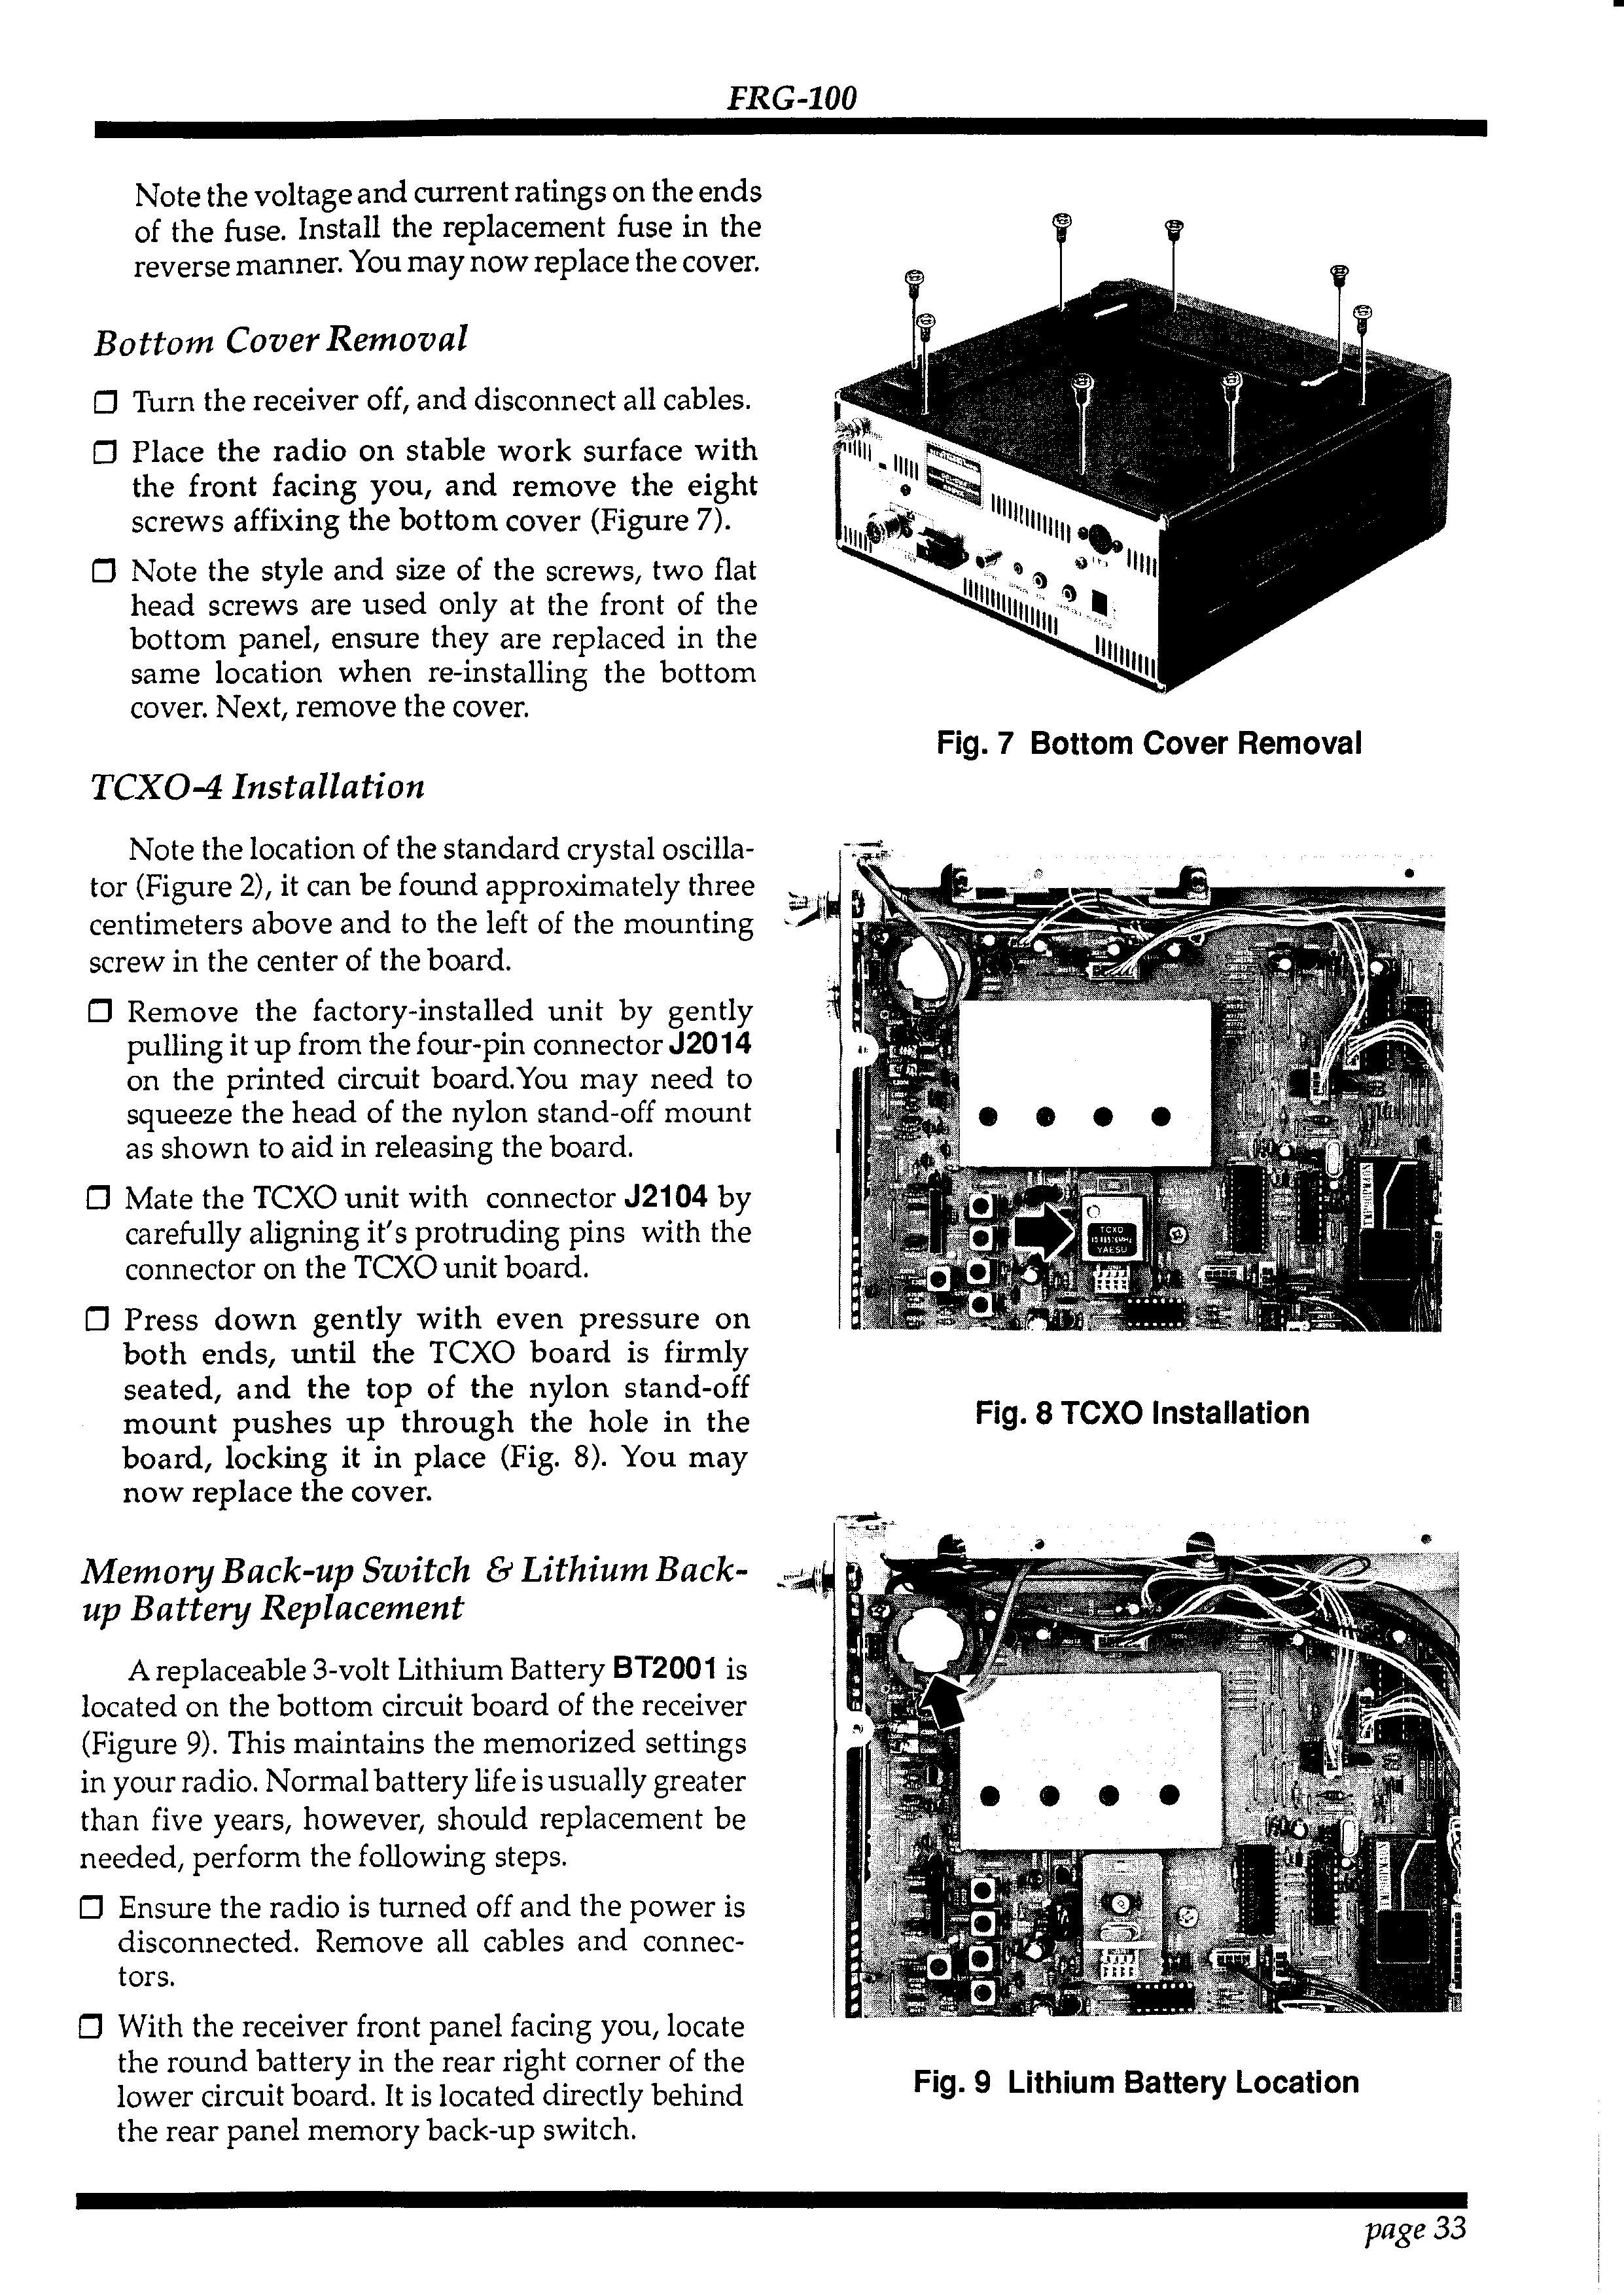 FRG-100
Note the voltage and current ratings on the ends
of the fuse. Install the replacement fuse in the
reverse manner. You may now replace the cover.
Bottom Cover Removal
❒ Turn the receiver off, and disconnect all cables.
❒ Place the radio on stable work surface with
the front facing you, and remove the eight
screws affixing the bottom cover (Figure 7).
❒ Note the style and size of the screws, two flat
head screws are used only at the front of the
bottom panel, ensure they are replaced in the
same location when re-installing the bottom
cover. Next, remove the cover.
TCXO-4 Installation
Note the location of the standard crystal oscilla-
tor (Figure 2), it can be found approximately three
centimeters above and to the left of the mounting
screw in the center of the board.
❒ Remove the factory-installed unit by gently
pulling it up from the four-pin connector J2014
on the printed circuit board.You may need to
squeeze the head of the nylon stand-off mount
as shown to aid in releasing the board.
❒ Mate the TCXO unit with connector J2104 by
carefully aligning it's protruding pins with the
connector on the TCXO unit board.
❒ Press down gently with even pressure on
both ends, until the TCXO board is firmly
seated, and the top of the nylon stand-off
mount pushes up through the hole in the
board, locking it in place (Fig. 8). You may
now replace the cover.
Memory Back-up Switch & Lithium Back-
up Battery Replacement
A replaceable 3-volt Lithium Battery BT2001 is
located on the bottom circuit board of the receiver
(Figure 9). This maintains the memorized settings
in your radio. Normal battery life is usually greater
than five years, however, should replacement be
needed, perform the following steps.
❒ Ensure the radio is turned off and the power is
disconnected. Remove all cables and connec-
tors.
❒ With the receiver front panel facing you, locate
the round battery in the rear right corner of the
lower circuit board. It is located directly behind
the rear panel memory back-up switch.
Fig. 7 Bottom Cover Removal
TCXO
YAESU
Fig. 8 TCXO Installation
Fig. 9 Lithium Battery Location
page 33